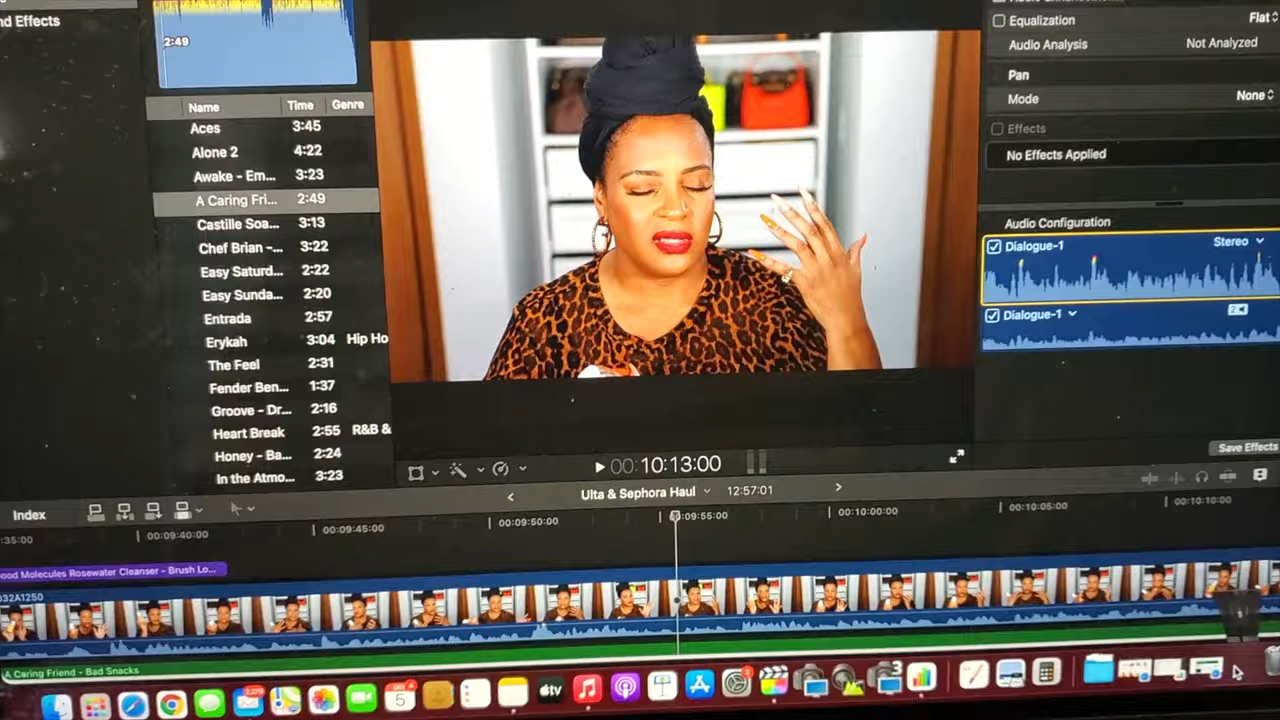 nd Effects
2:49
Name Time Genre
Aces 3:45
Alone 2 4:22
Awake - Em... 3:23
A Caring Fri... 2:49
Castille Soa... 3:13
Chef Brian -... 3:22
Easy Saturd... 2:22
Easy Sunda... 2:20
Entrada 2:57
Erykah 3:04 Hip Ho
The Feel 2:31
Fender Ben... 1:37
Groove - Dr... 2:16
Heart Break 2:55 R&B &
Honey - Ba... 2:24
In the Atmo... 3:23
Equalization Flat
Audio Analysis Not Analyzed
Pan
Mode None
Effects
No Effects Applied
Audio Configuration
Dialogue-1 Stereo
Dialogue-1
Save Effects
00:10:13:00
Index
Ulta & Sephora Haul 12:57:01
:35:00 00:09:40:00 00:09:45:00 00:09:50:00 00:09:55:00 00:10:00:00 00:10:05:00 00:10:10:00
ood Molecules Rosewater Cleanser - Brush Lo...
032A1250
A Caring Friend - Bad Snacks
OCT
5
tv